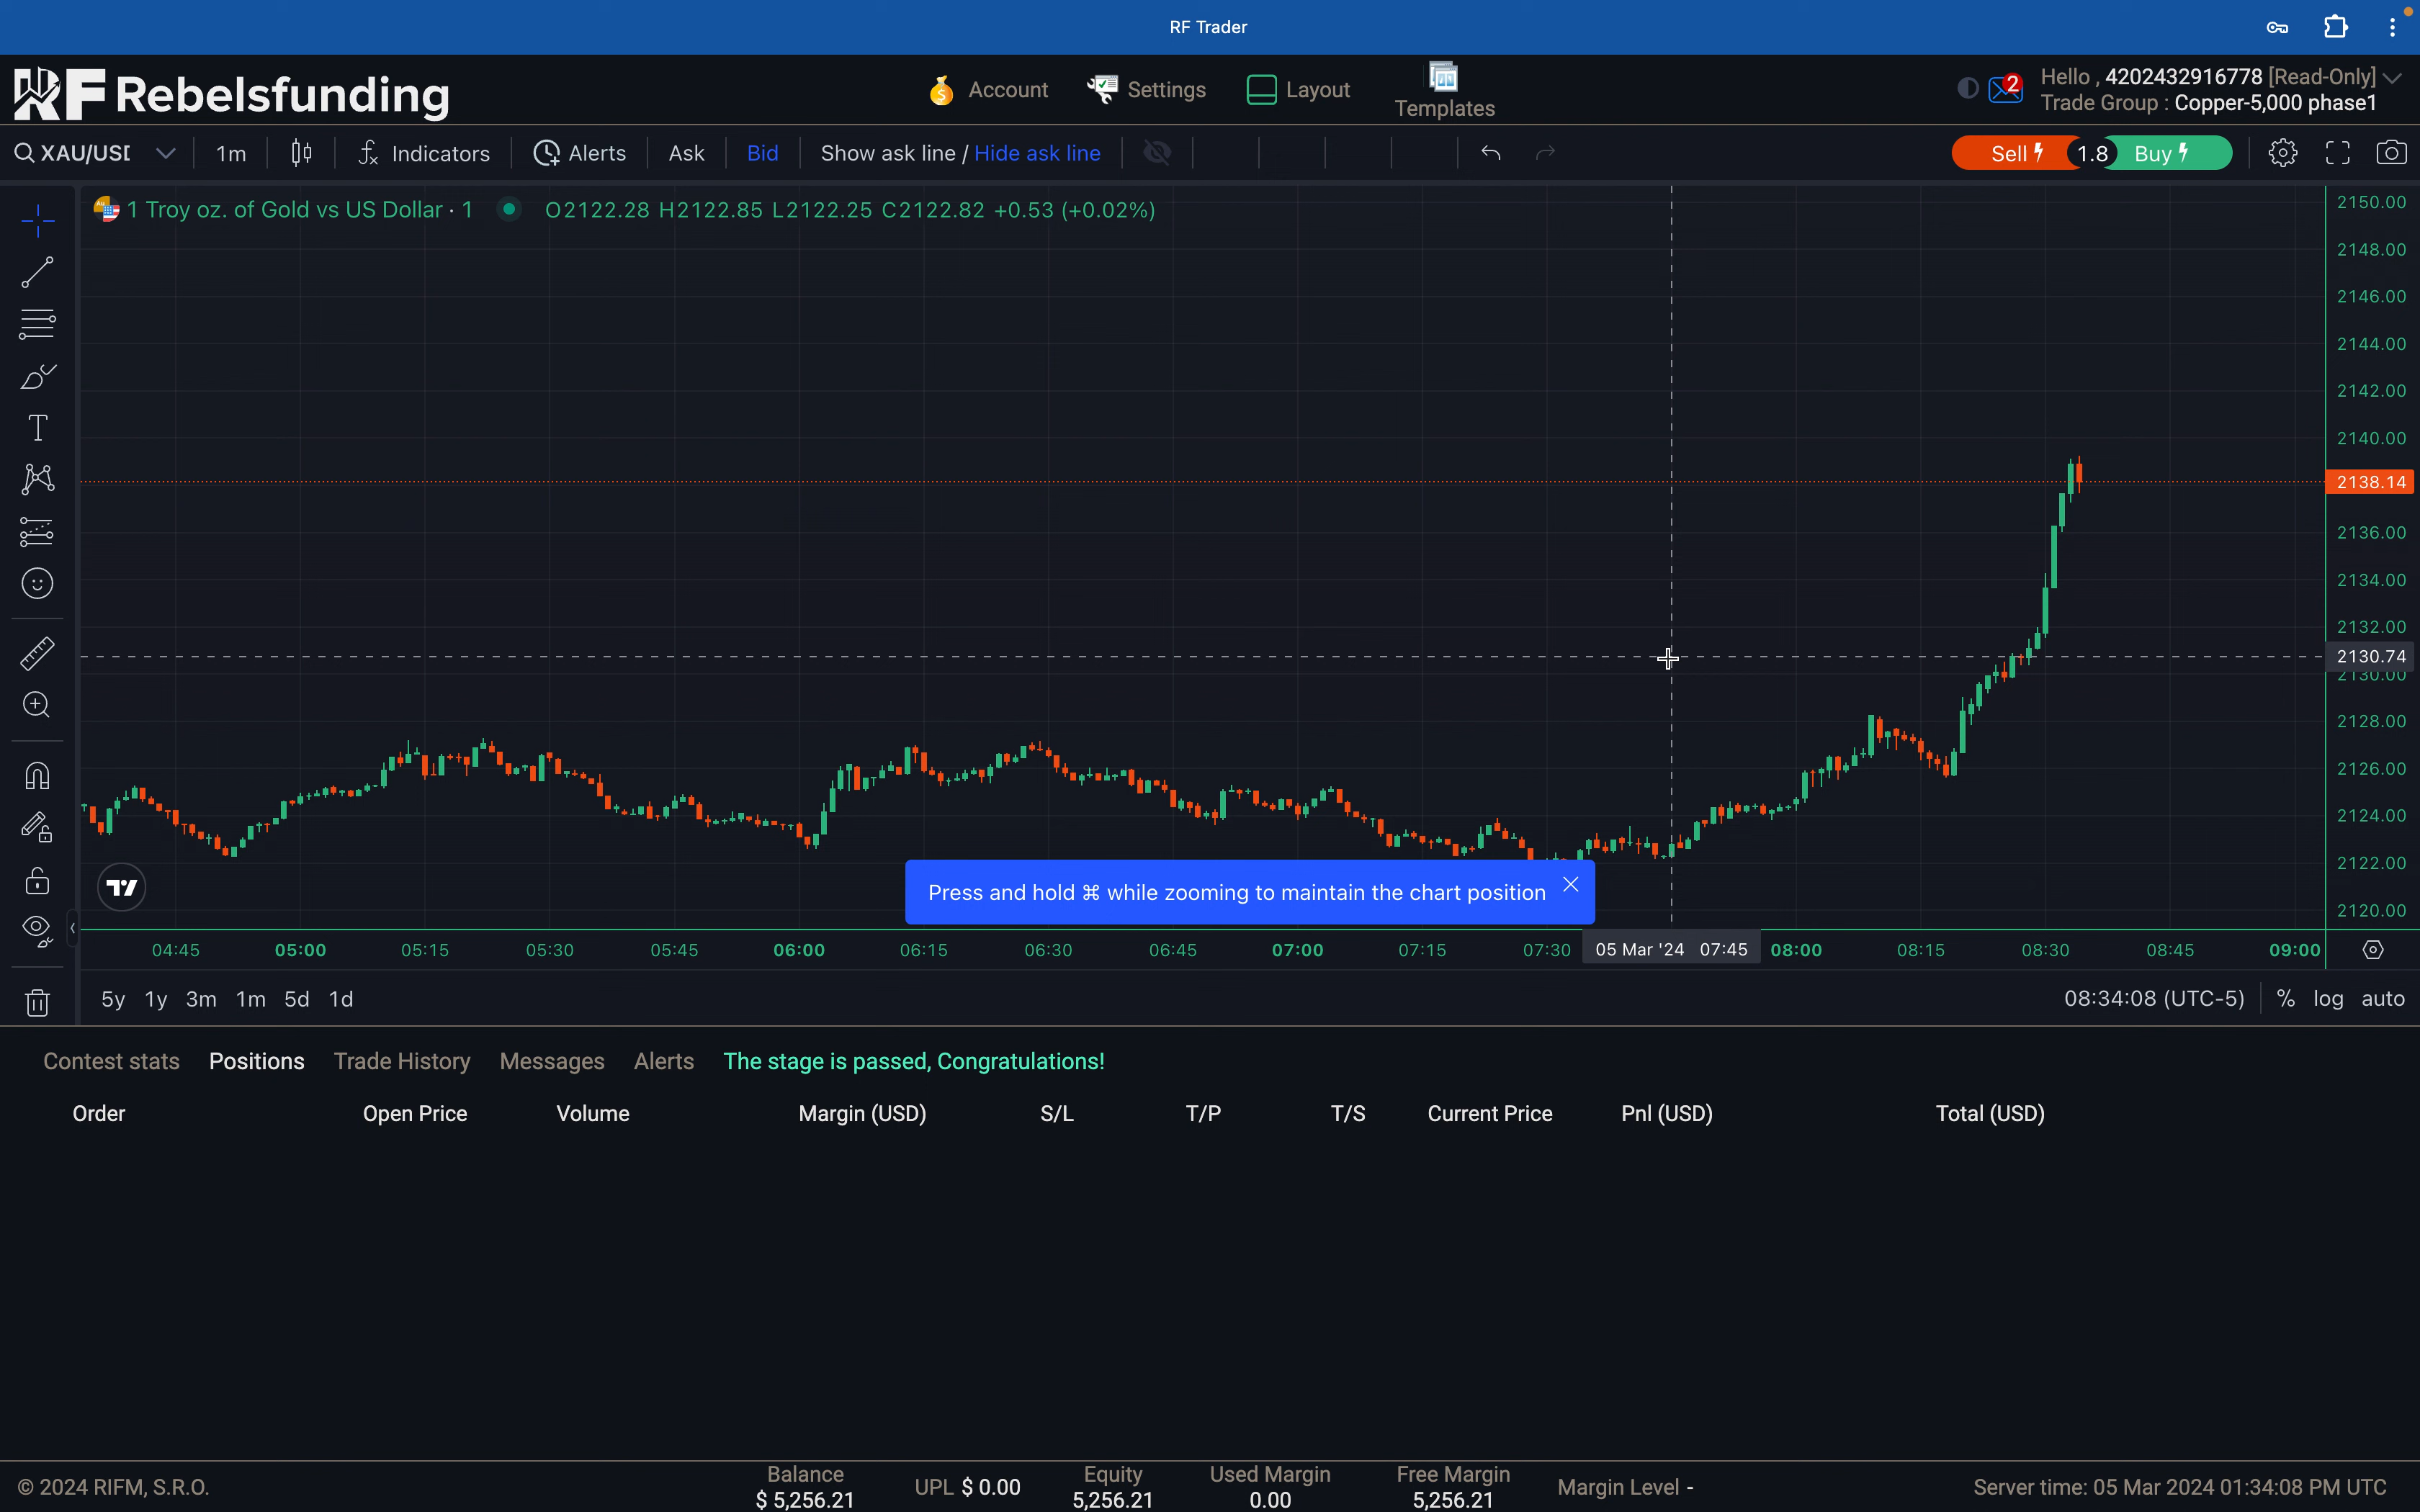 RF Trader
RF Rebelsfunding
Account
Settings
Layout
Templates
2
Hello , 4202432916778 [Read-Only]
Trade Group : Copper-5,000 phase1
XAU/USD
1m
Indicators
Alerts
Ask
Bid
Show ask line / Hide ask line
Sell
1.8
Buy
1 Troy oz. of Gold vs US Dollar · 1
O2122.28 H2122.85 L2122.25 C2122.82 +0.53 (+0.02%)
2150.00
2148.00
2146.00
2144.00
2142.00
2140.00
2138.14
2136.00
2134.00
2132.00
2130.74
2130.00
2128.00
2126.00
2124.00
2122.00
2120.00
Press and hold ⌘ while zooming to maintain the chart position
04:45 05:00 05:15 05:30 05:45 06:00 06:15 06:30 06:45 07:00 07:15 07:30 05 Mar '24 07:45 08:00 08:15 08:30 08:45 09:00
5y 1y 3m 1m 5d 1d
08:34:08 (UTC-5)
% log auto
Contest stats Positions Trade History Messages Alerts The stage is passed, Congratulations!
Order Open Price Volume Margin (USD) S/L T/P T/S Current Price Pnl (USD) Total (USD)
© 2024 RIFM, S.R.O.
Balance
$ 5,256.21
UPL $ 0.00
Equity
5,256.21
Used Margin
0.00
Free Margin
5,256.21
Margin Level -
Server time: 05 Mar 2024 01:34:08 PM UTC